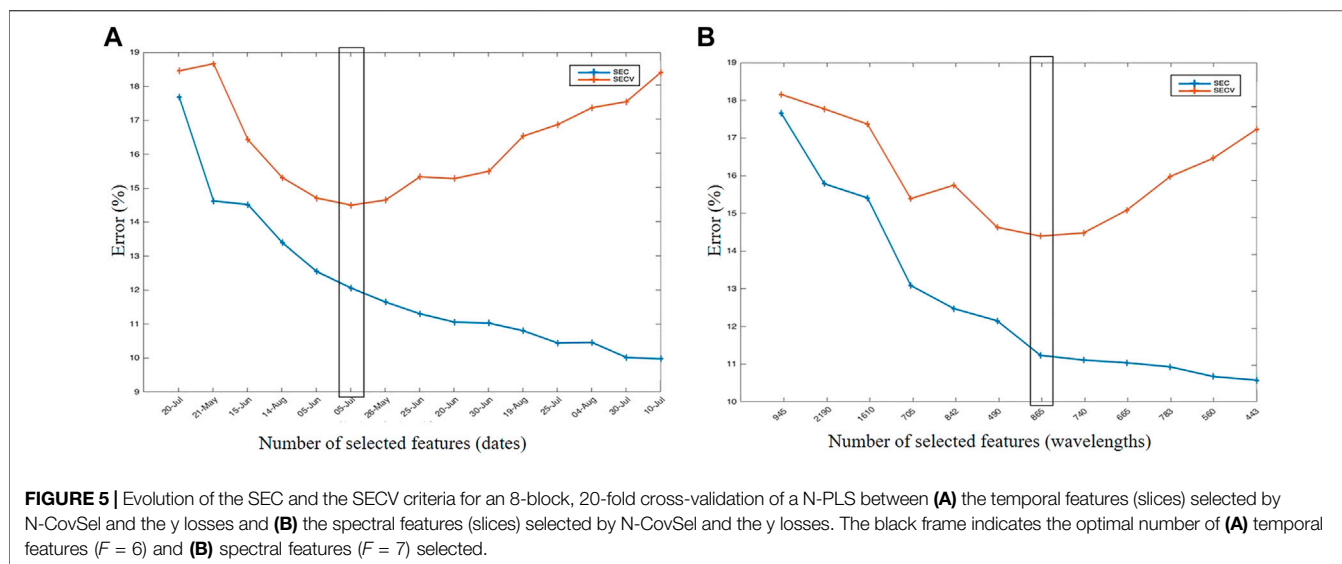 A
19
18
17
16
15
14
13
12
11
10
9
Error (%)
SEC
SECV
20-Jul
21-May
15-Jun
14-Aug
05-Jun
05-Jul
26-May
25-Jun
20-Jun
30-Jun
19-Aug
25-Jul
04-Aug
30-Jul
10-Jul
Number of selected features (dates)
B
19
18
17
16
15
14
13
12
11
10
Error (%)
SEC
SECV
945
2190
1610
705
842
490
865
740
665
783
560
443
Number of selected features (wavelengths)
FIGURE 5 | Evolution of the SEC and the SECV criteria for an 8-block, 20-fold cross-validation of a N-PLS between (A) the temporal features (slices) selected by
N-CovSel and the y losses and (B) the spectral features (slices) selected by N-CovSel and the y losses. The black frame indicates the optimal number of (A) temporal
features (F = 6) and (B) spectral features (F = 7) selected.